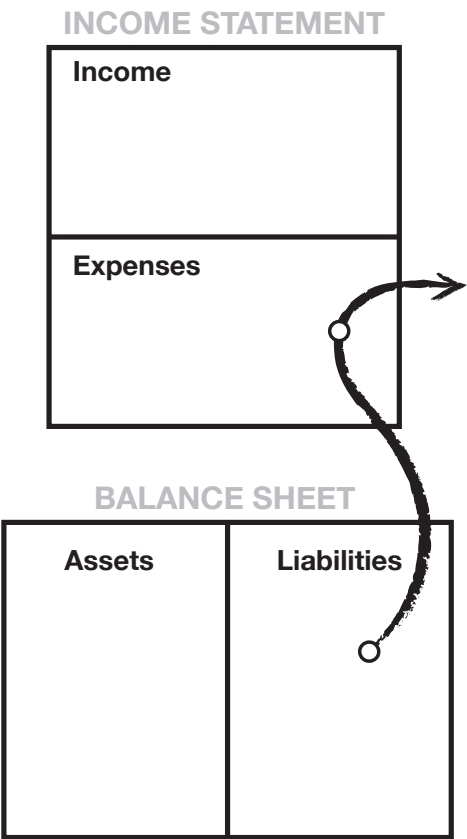 INCOME STATEMENT
Income
Expenses
BALANCE SHEET
Assets Liabilities